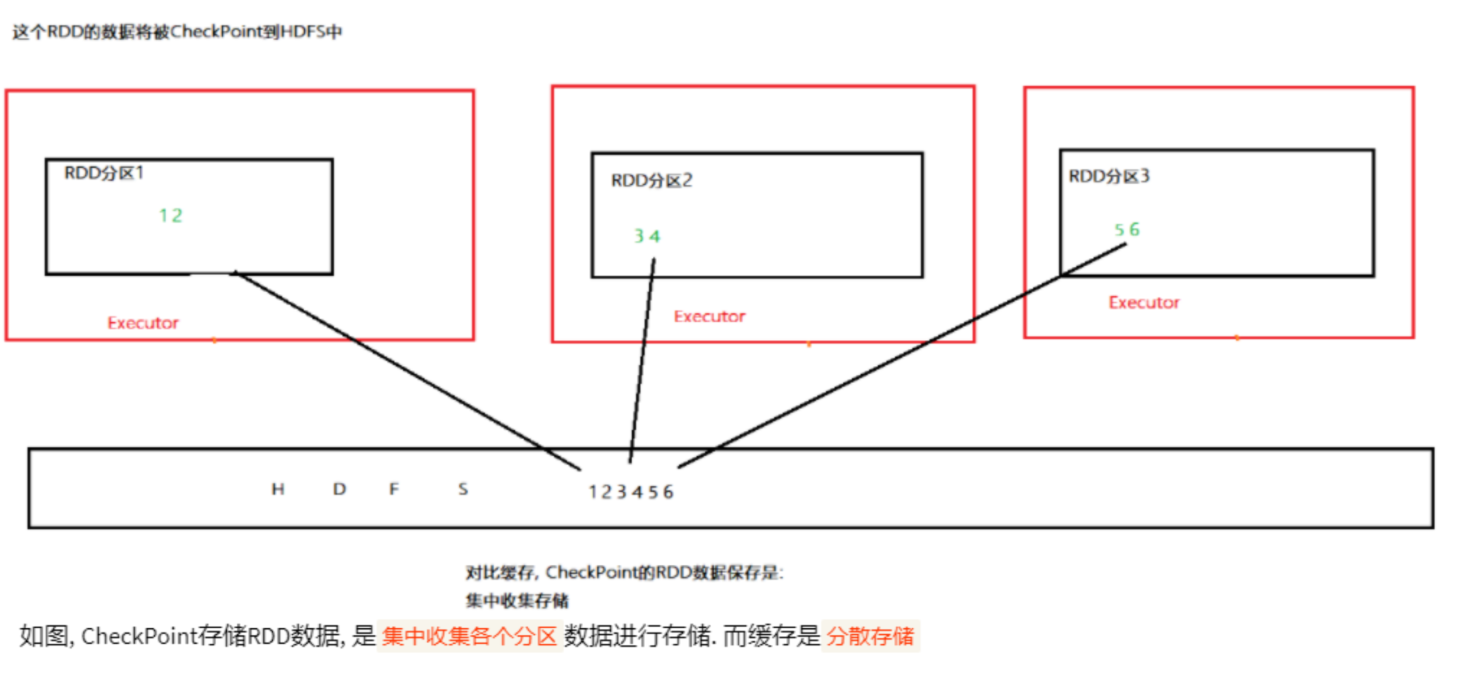 这个RDD的数据将被CheckPoint到HDFS中
RDD分区1
1 2
Executor
RDD分区2
3 4
Executor
RDD分区3
5 6
Executor
H D F S 1 2 3 4 5 6
对比缓存, CheckPoint的RDD数据保存是:
集中收集存储
如图, CheckPoint存储RDD数据, 是 集中收集各个分区 数据进行存储. 而缓存是 分散存储